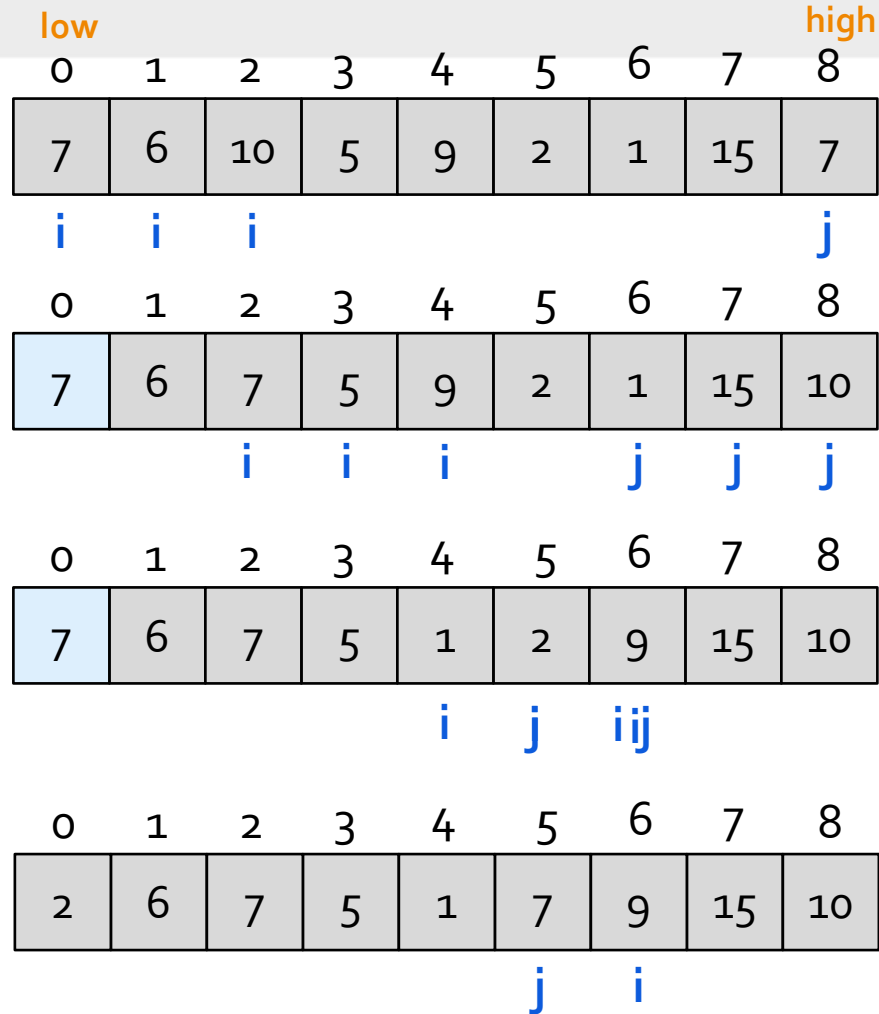 low high
0 1 2 3 4 5 6 7 8
7 6 10 5 9 2 1 15 7
i i i j
0 1 2 3 4 5 6 7 8
7 6 7 5 9 2 1 15 10
i i i j j j
0 1 2 3 4 5 6 7 8
7 6 7 5 1 2 9 15 10
i j iij
0 1 2 3 4 5 6 7 8
2 6 7 5 1 7 9 15 10
j i